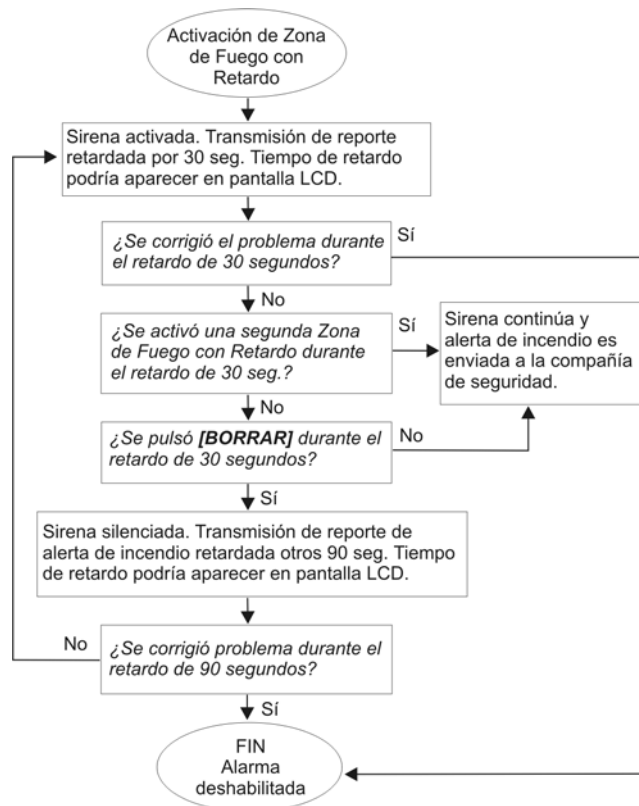 Activación de Zona
de Fuego con
Retardo
Sirena activada. Transmisión de reporte
retardada por 30 seg. Tiempo de retardo
podría aparecer en pantalla LCD.
¿Se corrigió el problema durante
el retardo de 30 segundos?
Sí
No
¿Se activó una segunda Zona
de Fuego con Retardo durante
el retardo de 30 seg.?
Sí
Sirena continúa y
alerta de incendio es
enviada a la compañía
de seguridad.
No
¿Se pulsó [BORRAR] durante el
retardo de 30 segundos?
No
Sí
Sirena silenciada. Transmisión de reporte de
alerta de incendio retardada otros 90 seg. Tiempo
de retardo podría aparecer en pantalla LCD.
No
¿Se corrigió problema durante el
retardo de 90 segundos?
Sí
FIN
Alarma
deshabilitada